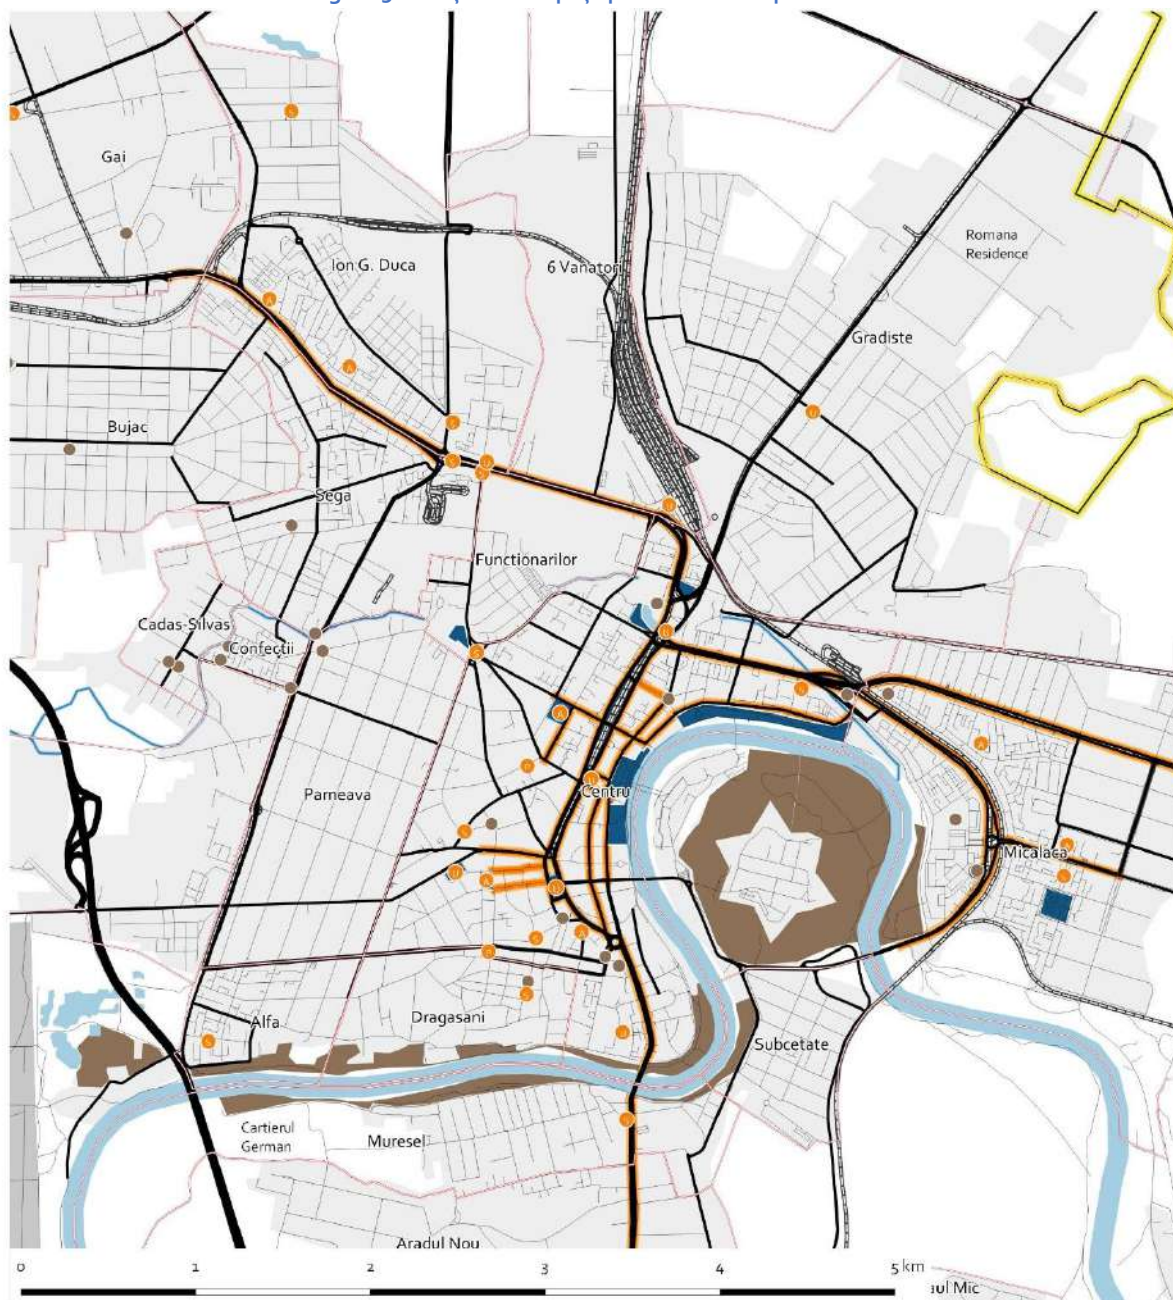 Gai
Ion G. Duca
6 Vanatori
Romana
Residence
Gradiste
Bujac
Sega
Functionarilor
Cadas-Silvas
Confectii
Parneava
Centru
Micalaca
Alfa
Dragasani
Subcetate
Cartierul
German
Muresel
Aradul Nou
0 1 2 3 4 5 km